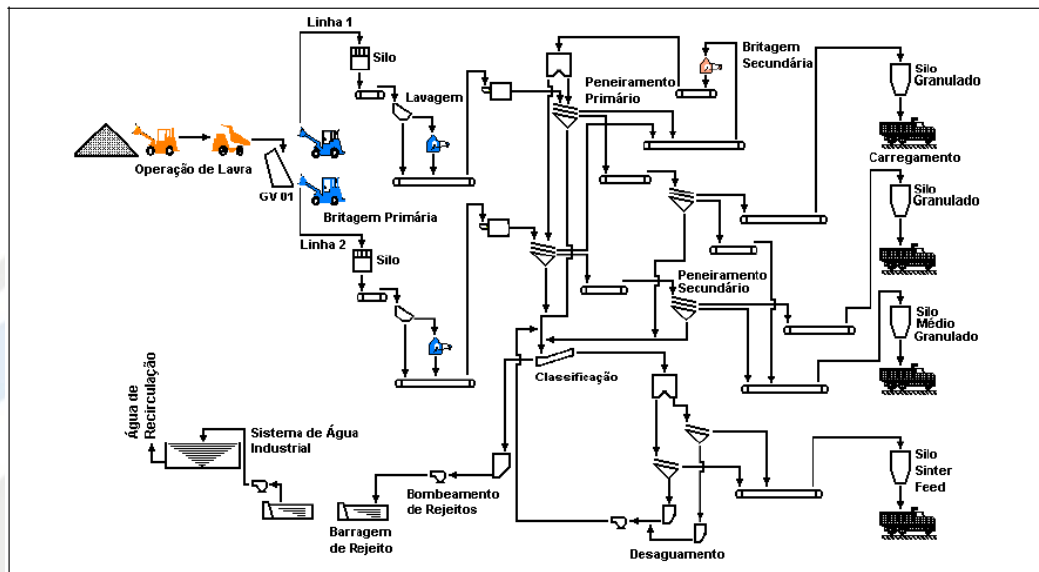 Linha 1
Silo
Lavagem
Operação de Lavra
GV 01
Britagem Primária
Linha 2
Silo
Britagem
Secundária
Peneiramento
Primário
Peneiramento
Secundário
Classificação
Silo
Granulado
Carregamento
Silo
Granulado
Silo
Médio
Granulado
Silo
Sinter
Feed
Água de
Recirculação
Sistema de Água
Industrial
Bombeamento
de Rejeitos
Barragem
de Rejeito
Desaguamento